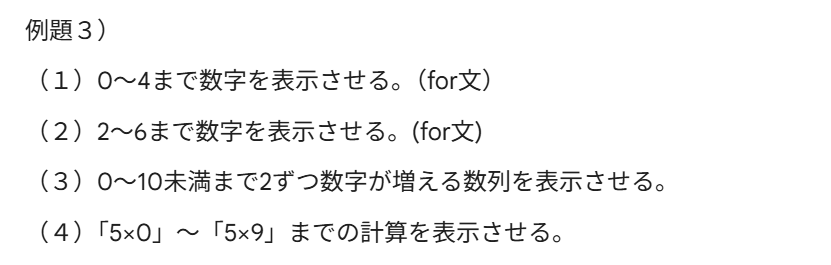 例題３）
（１）0～4まで数字を表示させる。（for文）
（２）2～6まで数字を表示させる。(for文)
（３）0～10未満まで2ずつ数字が増える数列を表示させる。
（４）「5×0」～「5×9」までの計算を表示させる。